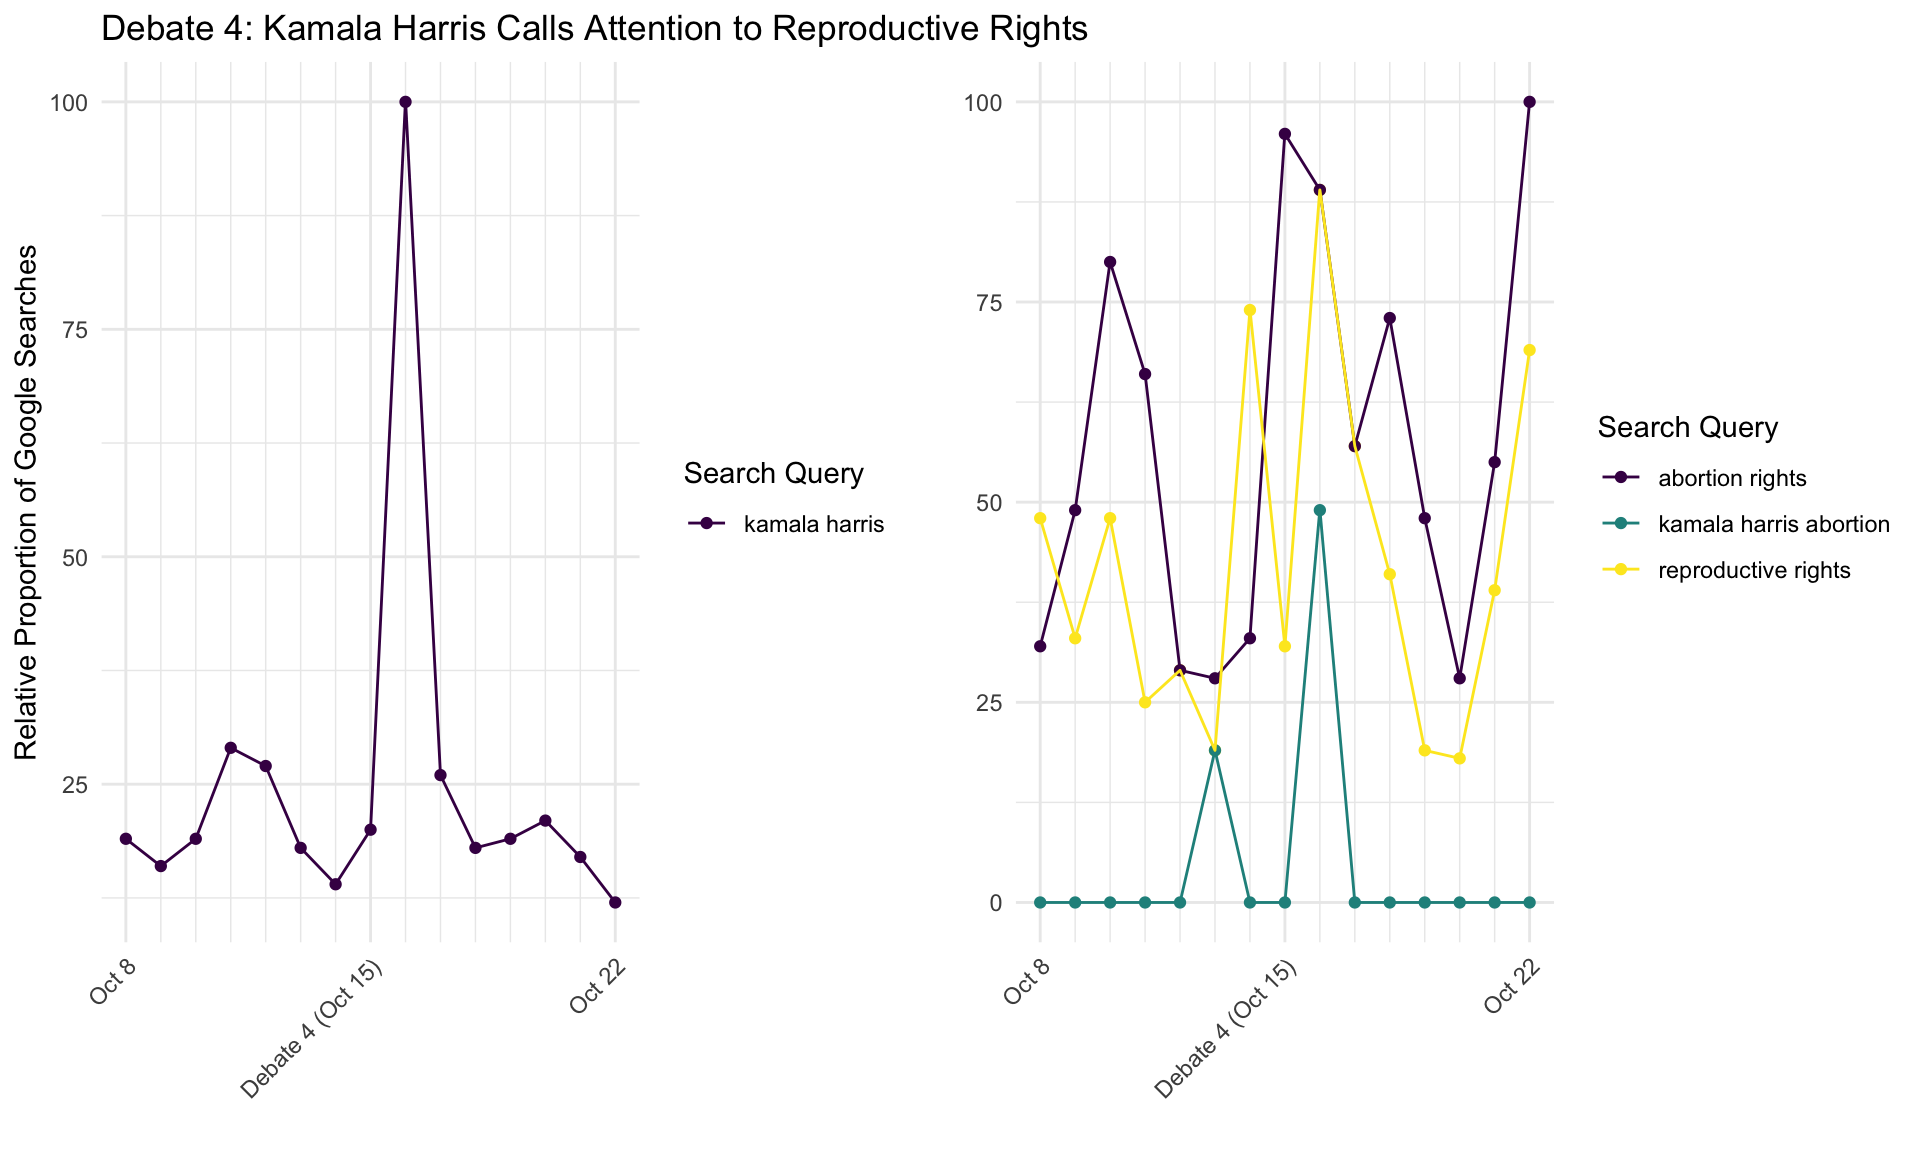 Debate 4: Kamala Harris Calls Attention to Reproductive Rights
Relative Proportion of Google Searches
100
75
50
25
Oct 8
Debate 4 (Oct 15)
Oct 22
Search Query
kamala harris
100
75
50
25
0
Oct 8
Debate 4 (Oct 15)
Oct 22
Search Query
abortion rights
kamala harris abortion
reproductive rights